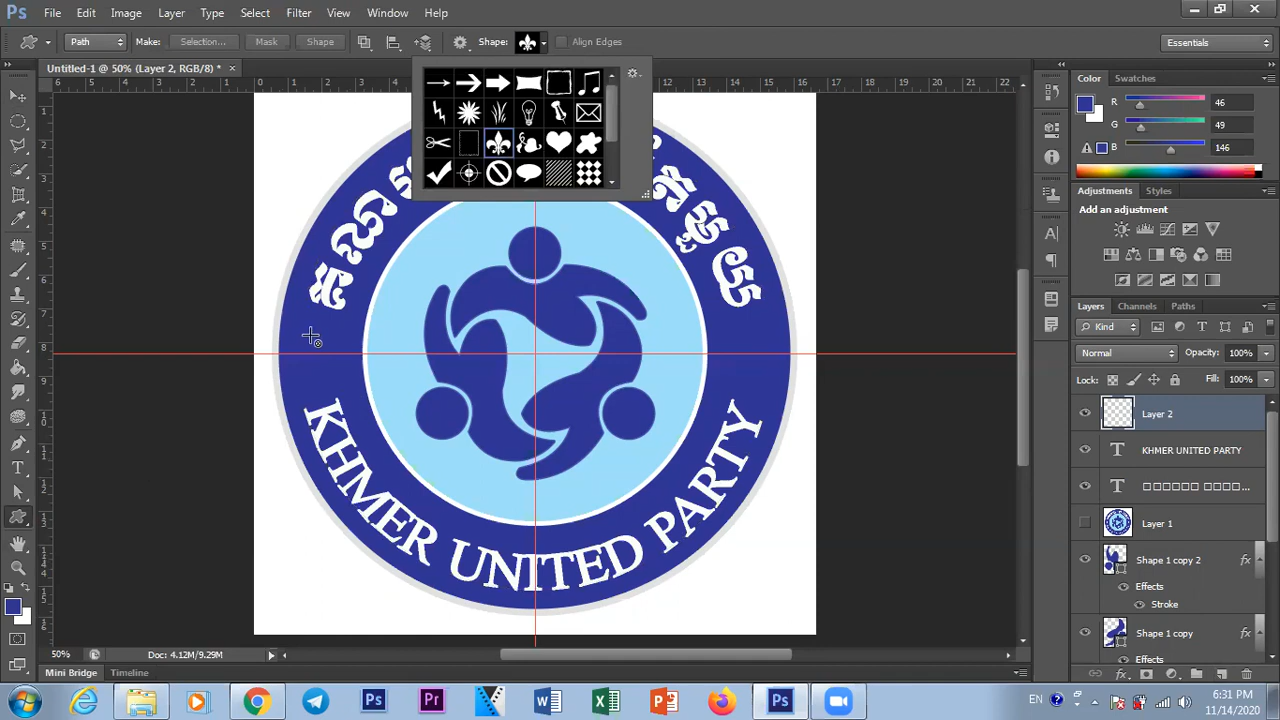 Ps File Edit Image Layer Type Select Filter View Window Help
Path Make: Selection... Mask Shape Shape: Align Edges Essentials
Untitled-1 @ 50% (Layer 2, RGB/8) *
Color Swatches
R 46
G 49
B 146
Adjustments Styles
Add an adjustment
Layers Channels Paths
Kind
Normal Opacity: 100%
Lock: Fill: 100%
Layer 2
T KHMER UNITED PARTY
Layer 1
Shape 1 copy 2 fx
Effects
Stroke
Shape 1 copy fx
Effects
KHMER UNITED PARTY
50% Doc: 4.12M/9.29M
Mini Bridge Timeline
EN 6:31 PM
11/14/2020